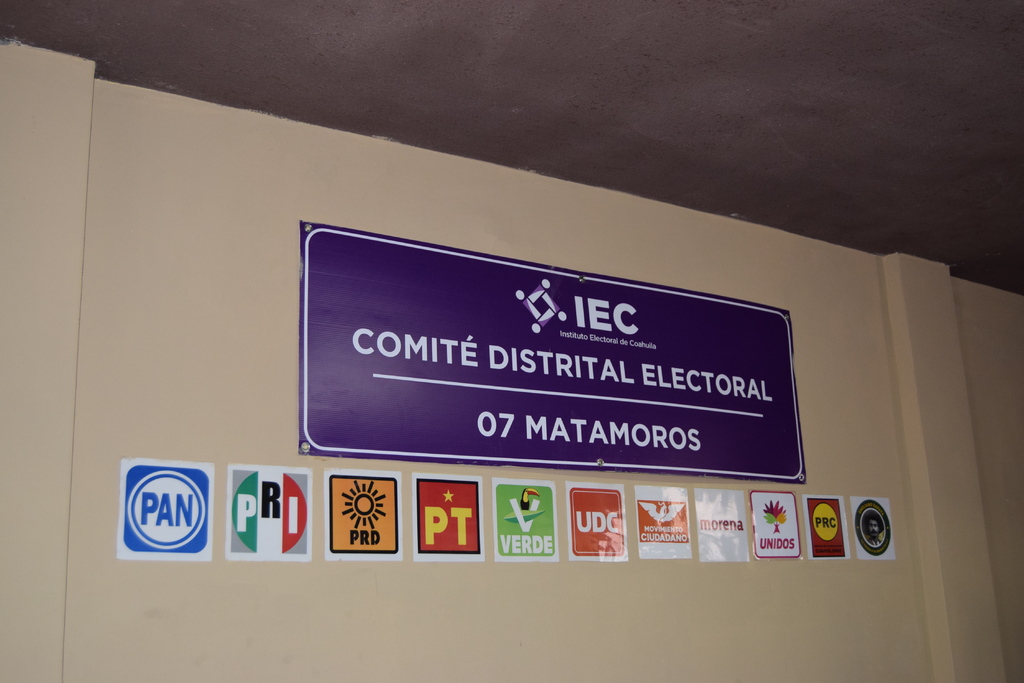 IEC
Instituto Electoral de Coahuila
COMITÉ DISTRITAL ELECTORAL
07 MATAMOROS
PAN
PRI
PRD
PT
VERDE
UDC
MOVIMIENTO
CIUDADANO
morena
UNIDOS
PRC